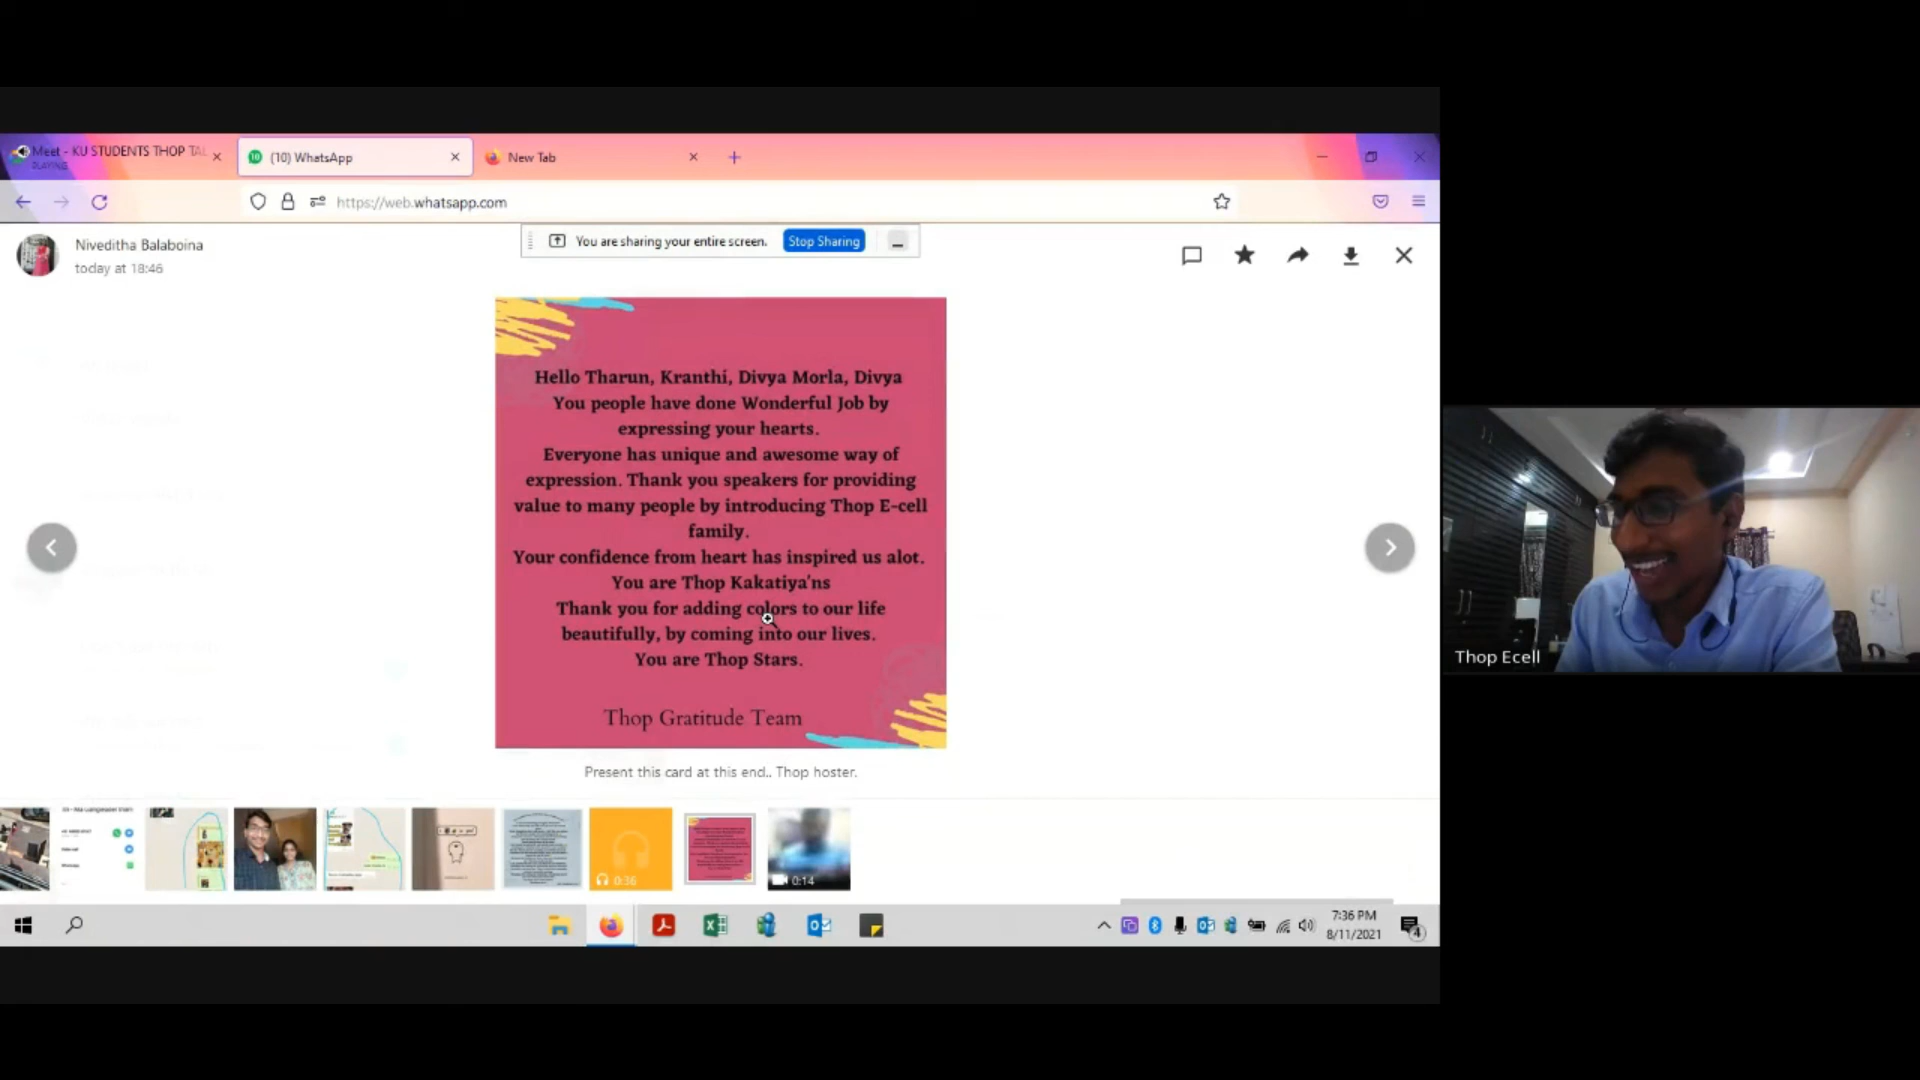 Meet - KU STUDENTS THOP TAL
PLAYING
(10) WhatsApp
New Tab
https://web.whatsapp.com
Niveditha Balaboina
today at 18:46
You are sharing your entire screen.
Stop Sharing
Hello Tharun, Kranthi, Divya Morla, Divya
You people have done Wonderful Job by
expressing your hearts.
Everyone has unique and awesome way of
expression. Thank you speakers for providing
value to many people by introducing Thop E-cell
family.
Your confidence from heart has inspired us alot.
You are Thop Kakatiya'ns
Thank you for adding colors to our life
beautifully, by coming into our lives.
You are Thop Stars.
Thop Gratitude Team
Present this card at this end.. Thop hoster.
Thop Ecell
0:36
0:14
7:36 PM
8/11/2021
4